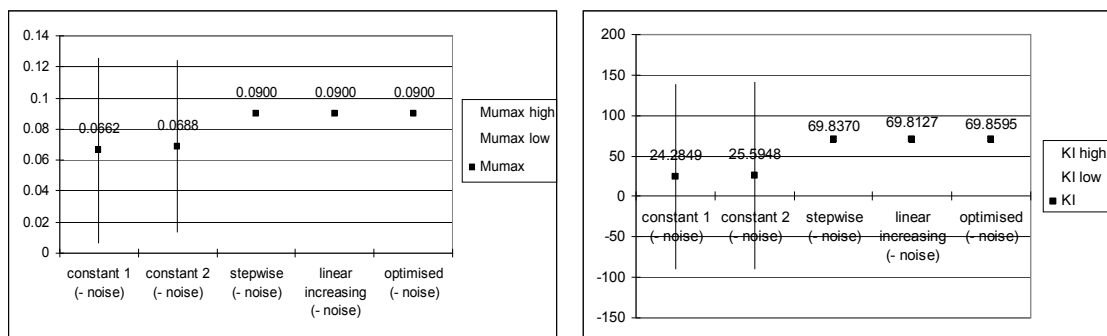 0.14
0.12
0.1
0.08
0.06
0.04
0.02
0
0.0662
0.0688
0.0900
0.0900
0.0900
constant 1
(- noise)
constant 2
(- noise)
stepwise
(- noise)
linear
increasing
(- noise)
optimised
(- noise)
Mumax high
Mumax low
Mumax
200
150
100
50
0
-50
-100
-150
24.2849
25.5948
69.8370
69.8127
69.8595
constant 1
(- noise)
constant 2
(- noise)
stepwise
(- noise)
linear
increasing
(- noise)
optimised
(- noise)
KI high
KI low
KI